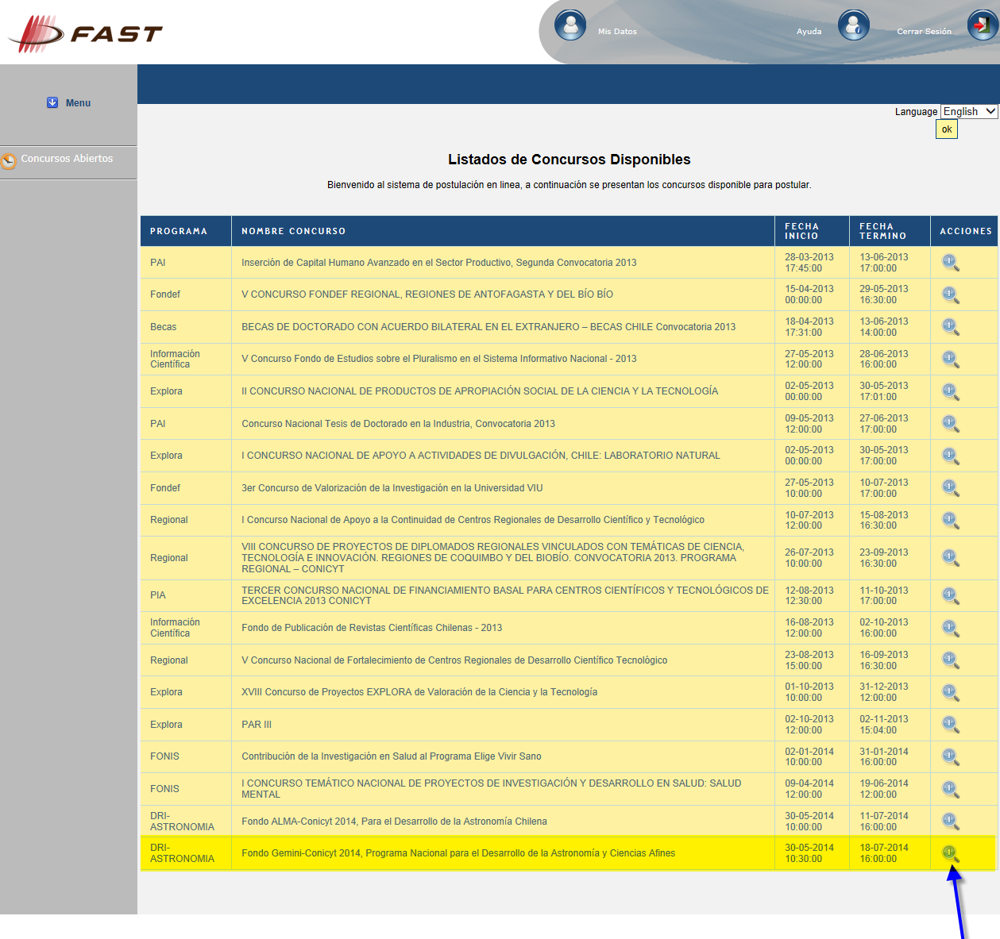 FAST
Mis Datos
Ayuda
Cerrar Sesión
Menu
Language English
ok
Concursos Abiertos
Listados de Concursos Disponibles
Bienvenido al sistema de postulación en linea, a continuación se presentan los concursos disponible para postular.
PROGRAMA NOMBRE CONCURSO FECHA INICIO FECHA TERMINO ACCIONES
PAI Inserción de Capital Humano Avanzado en el Sector Productivo, Segunda Convocatoria 2013 28-03-2013 17:45:00 13-06-2013 17:00:00
Fondef V CONCURSO FONDEF REGIONAL, REGIONES DE ANTOFAGASTA Y DEL BÍO BÍO 15-04-2013 00:00:00 29-05-2013 16:30:00
Becas BECAS DE DOCTORADO CON ACUERDO BILATERAL EN EL EXTRANJERO – BECAS CHILE Convocatoria 2013 18-04-2013 17:31:00 13-06-2013 14:00:00
Información Científica V Concurso Fondo de Estudios sobre el Pluralismo en el Sistema Informativo Nacional - 2013 27-05-2013 12:00:00 28-06-2013 16:00:00
Explora II CONCURSO NACIONAL DE PRODUCTOS DE APROPIACIÓN SOCIAL DE LA CIENCIA Y LA TECNOLOGÍA 02-05-2013 00:00:00 30-05-2013 17:01:00
PAI Concurso Nacional Tesis de Doctorado en la Industria, Convocatoria 2013 09-05-2013 12:00:00 27-06-2013 17:00:00
Explora I CONCURSO NACIONAL DE APOYO A ACTIVIDADES DE DIVULGACIÓN, CHILE: LABORATORIO NATURAL 02-05-2013 00:00:00 30-05-2013 17:00:00
Fondef 3er Concurso de Valorización de la Investigación en la Universidad VIU 27-05-2013 10:00:00 10-07-2013 17:00:00
Regional I Concurso Nacional de Apoyo a la Continuidad de Centros Regionales de Desarrollo Científico y Tecnológico 10-07-2013 12:00:00 15-08-2013 16:30:00
Regional VIII CONCURSO DE PROYECTOS DE DIPLOMADOS REGIONALES VINCULADOS CON TEMÁTICAS DE CIENCIA, TECNOLOGÍA E INNOVACIÓN. REGIONES DE COQUIMBO Y DEL BIOBÍO. CONVOCATORIA 2013. PROGRAMA REGIONAL – CONICYT 26-07-2013 10:00:00 23-09-2013 16:30:00
PIA TERCER CONCURSO NACIONAL DE FINANCIAMIENTO BASAL PARA CENTROS CIENTÍFICOS Y TECNOLÓGICOS DE EXCELENCIA 2013 CONICYT 12-08-2013 12:30:00 11-10-2013 17:00:00
Información Científica Fondo de Publicación de Revistas Científicas Chilenas - 2013 16-08-2013 12:00:00 02-10-2013 16:00:00
Regional V Concurso Nacional de Fortalecimiento de Centros Regionales de Desarrollo Científico Tecnológico 23-08-2013 15:00:00 16-09-2013 16:30:00
Explora XVIII Concurso de Proyectos EXPLORA de Valoración de la Ciencia y la Tecnología 01-10-2013 10:00:00 31-12-2013 12:00:00
Explora PAR III 02-10-2013 12:00:00 02-11-2013 15:04:00
FONIS Contribución de la Investigación en Salud al Programa Elige Vivir Sano 02-01-2014 10:00:00 31-01-2014 16:00:00
FONIS I CONCURSO TEMÁTICO NACIONAL DE PROYECTOS DE INVESTIGACIÓN Y DESARROLLO EN SALUD: SALUD MENTAL 09-04-2014 12:00:00 19-06-2014 12:00:00
DRI-ASTRONOMIA Fondo ALMA-Conicyt 2014, Para el Desarrollo de la Astronomía Chilena 30-05-2014 10:00:00 11-07-2014 16:00:00
DRI-ASTRONOMIA Fondo Gemini-Conicyt 2014, Programa Nacional para el Desarrollo de la Astronomía y Ciencias Afines 30-05-2014 10:30:00 18-07-2014 16:00:00